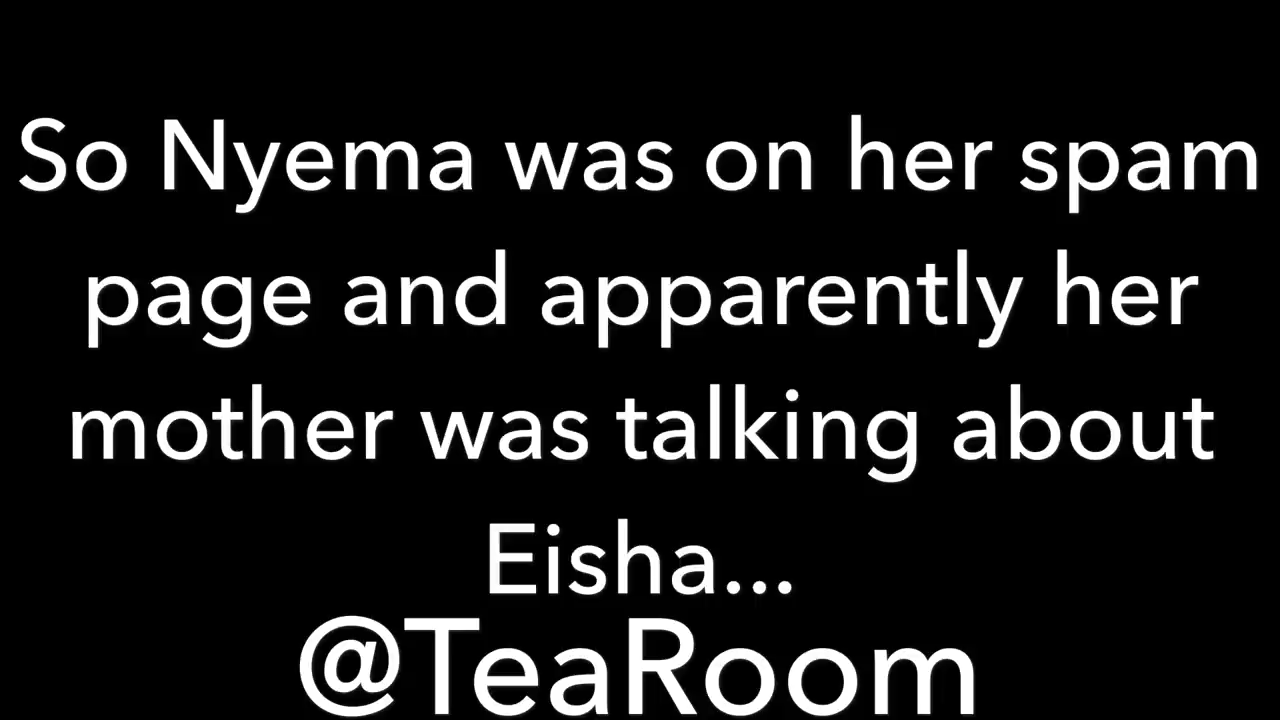 So Nyema was on her spam
page and apparently her
mother was talking about
Eisha...
@TeaRoom